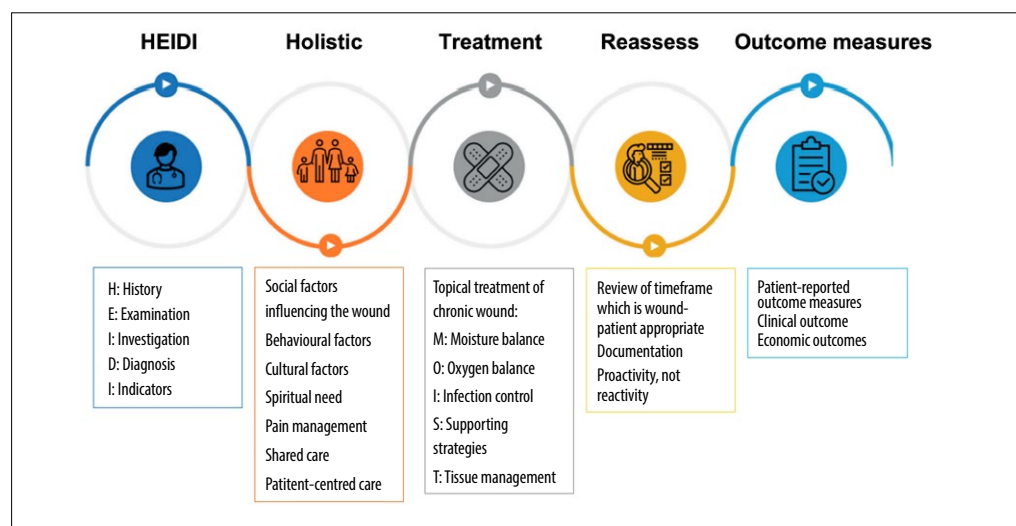 HEIDI
Holistic
Treatment
Reassess
Outcome measures
H: History
E: Examination
I: Investigation
D: Diagnosis
I: Indicators
Social factors
influencing the wound
Behavioural factors
Cultural factors
Spiritual need
Pain management
Shared care
Patitent-centred care
Topical treatment of
chronic wound:
M: Moisture balance
O: Oxygen balance
I: Infection control
S: Supporting
strategies
T: Tissue management
Review of timeframe
which is wound-
patient appropriate
Documentation
Proactivity, not
reactivity
Patient-reported
outcome measures
Clinical outcome
Economic outcomes